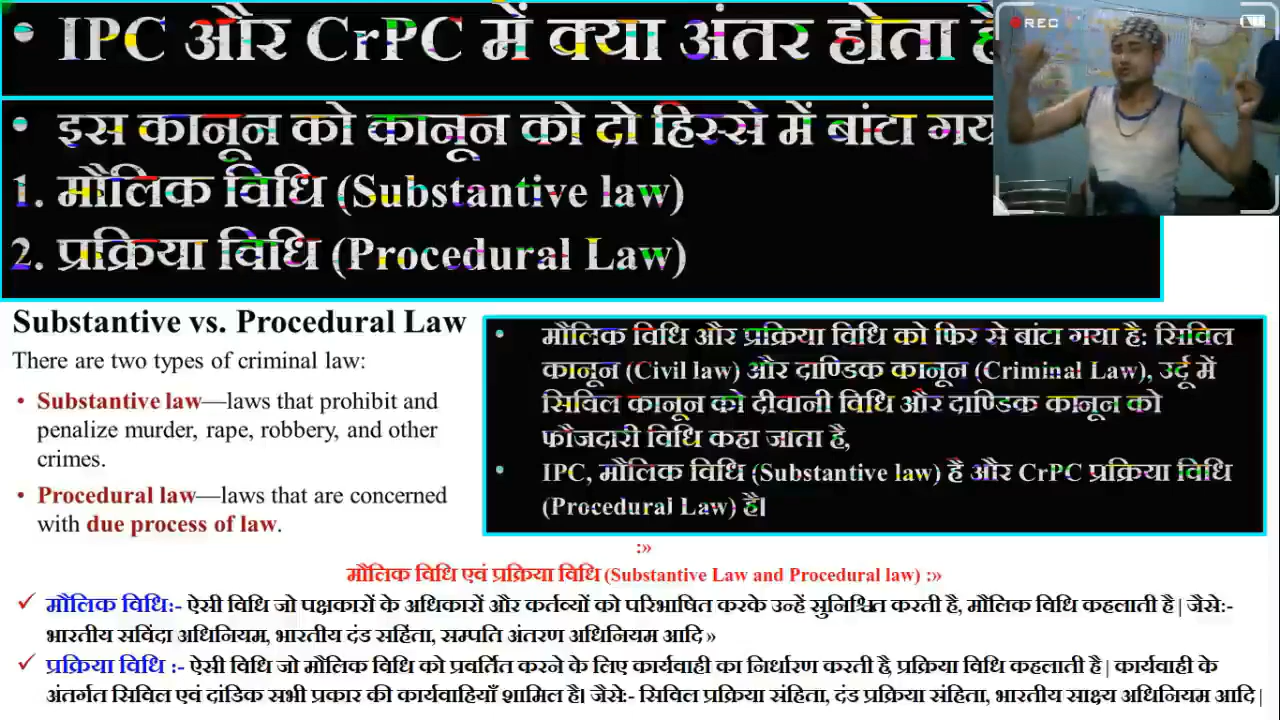 • IPC और CrPC में क्या अंतर होता
REC
• इस कानून को कानून को दो हिस्से में बांटा
1. मौलिक विधि (Substantive law)
2. प्रक्रिया विधि (Procedural Law)
Substantive vs. Procedural Law
There are two types of criminal law:
• Substantive law—laws that prohibit and
penalize murder, rape, robbery, and other
crimes.
• Procedural law—laws that are concerned
with due process of law.
• मौलिक विधि और प्रक्रिया विधि को फिर से बांटा गया है: सिविल
कानून (Civil law) और दाण्डिक कानून (Criminal Law), उर्दू में
सिविल कानून को दीवानी विधि और दाण्डिक कानून को
फौजदारी विधि कहा जाता है,
• IPC, मौलिक विधि (Substantive law) है और CrPC प्रक्रिया विधि
(Procedural Law) है।
:»
मौलिक विधि एवं प्रक्रिया विधि (Substantive Law and Procedural law) :»
✓ मौलिक विधि:- ऐसी विधि जो पक्षकारों के अधिकारों और कर्तव्यों को परिभाषित करके उन्हें सुनिश्चित करती है, मौलिक विधि कहलाती है | जैसे:-
भारतीय सविंदा अधिनियम, भारतीय दंड सहिंता, सम्पति अंतरण अधिनियम आदि »
✓ प्रक्रिया विधि :- ऐसी विधि जो मौलिक विधि को प्रवर्तित करने के लिए कार्यवाही का निर्धारण करती है, प्रक्रिया विधि कहलाती है | कार्यवाही के
अंतर्गत सिविल एवं दांडिक सभी प्रकार की कार्यवाहियाँ शामिल है। जैसे:- सिविल प्रक्रिया संहिता, दंड प्रक्रिया संहिता, भारतीय साक्ष्य अधिनियम आदि |